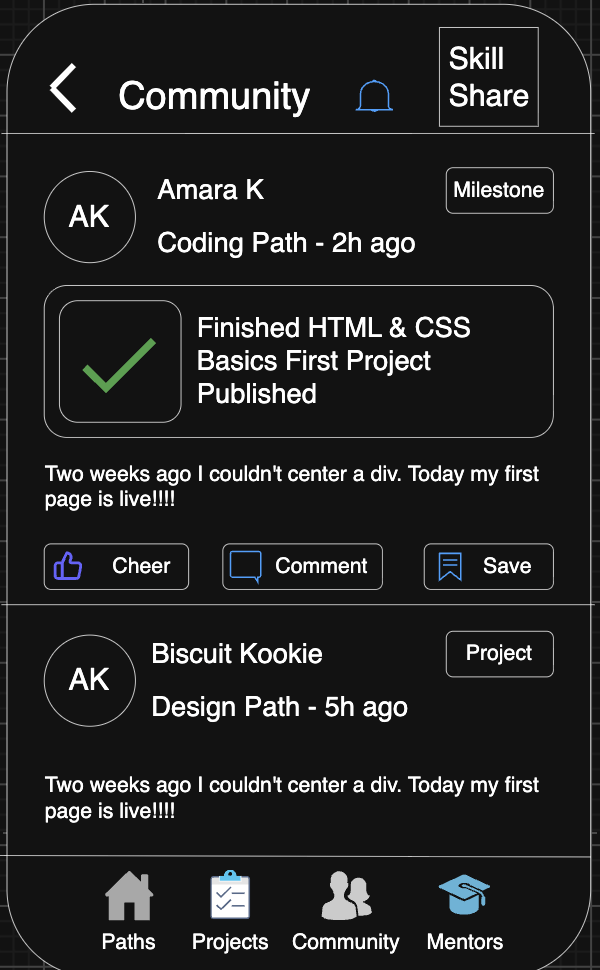 Community
Skill
Share
AK
Amara K
Milestone
Coding Path - 2h ago
Finished HTML & CSS
Basics First Project
Published
Two weeks ago I couldn't center a div. Today my first
page is live!!!!
Cheer
Comment
Save
AK
Biscuit Kookie
Project
Design Path - 5h ago
Two weeks ago I couldn't center a div. Today my first
page is live!!!!
Paths
Projects
Community
Mentors